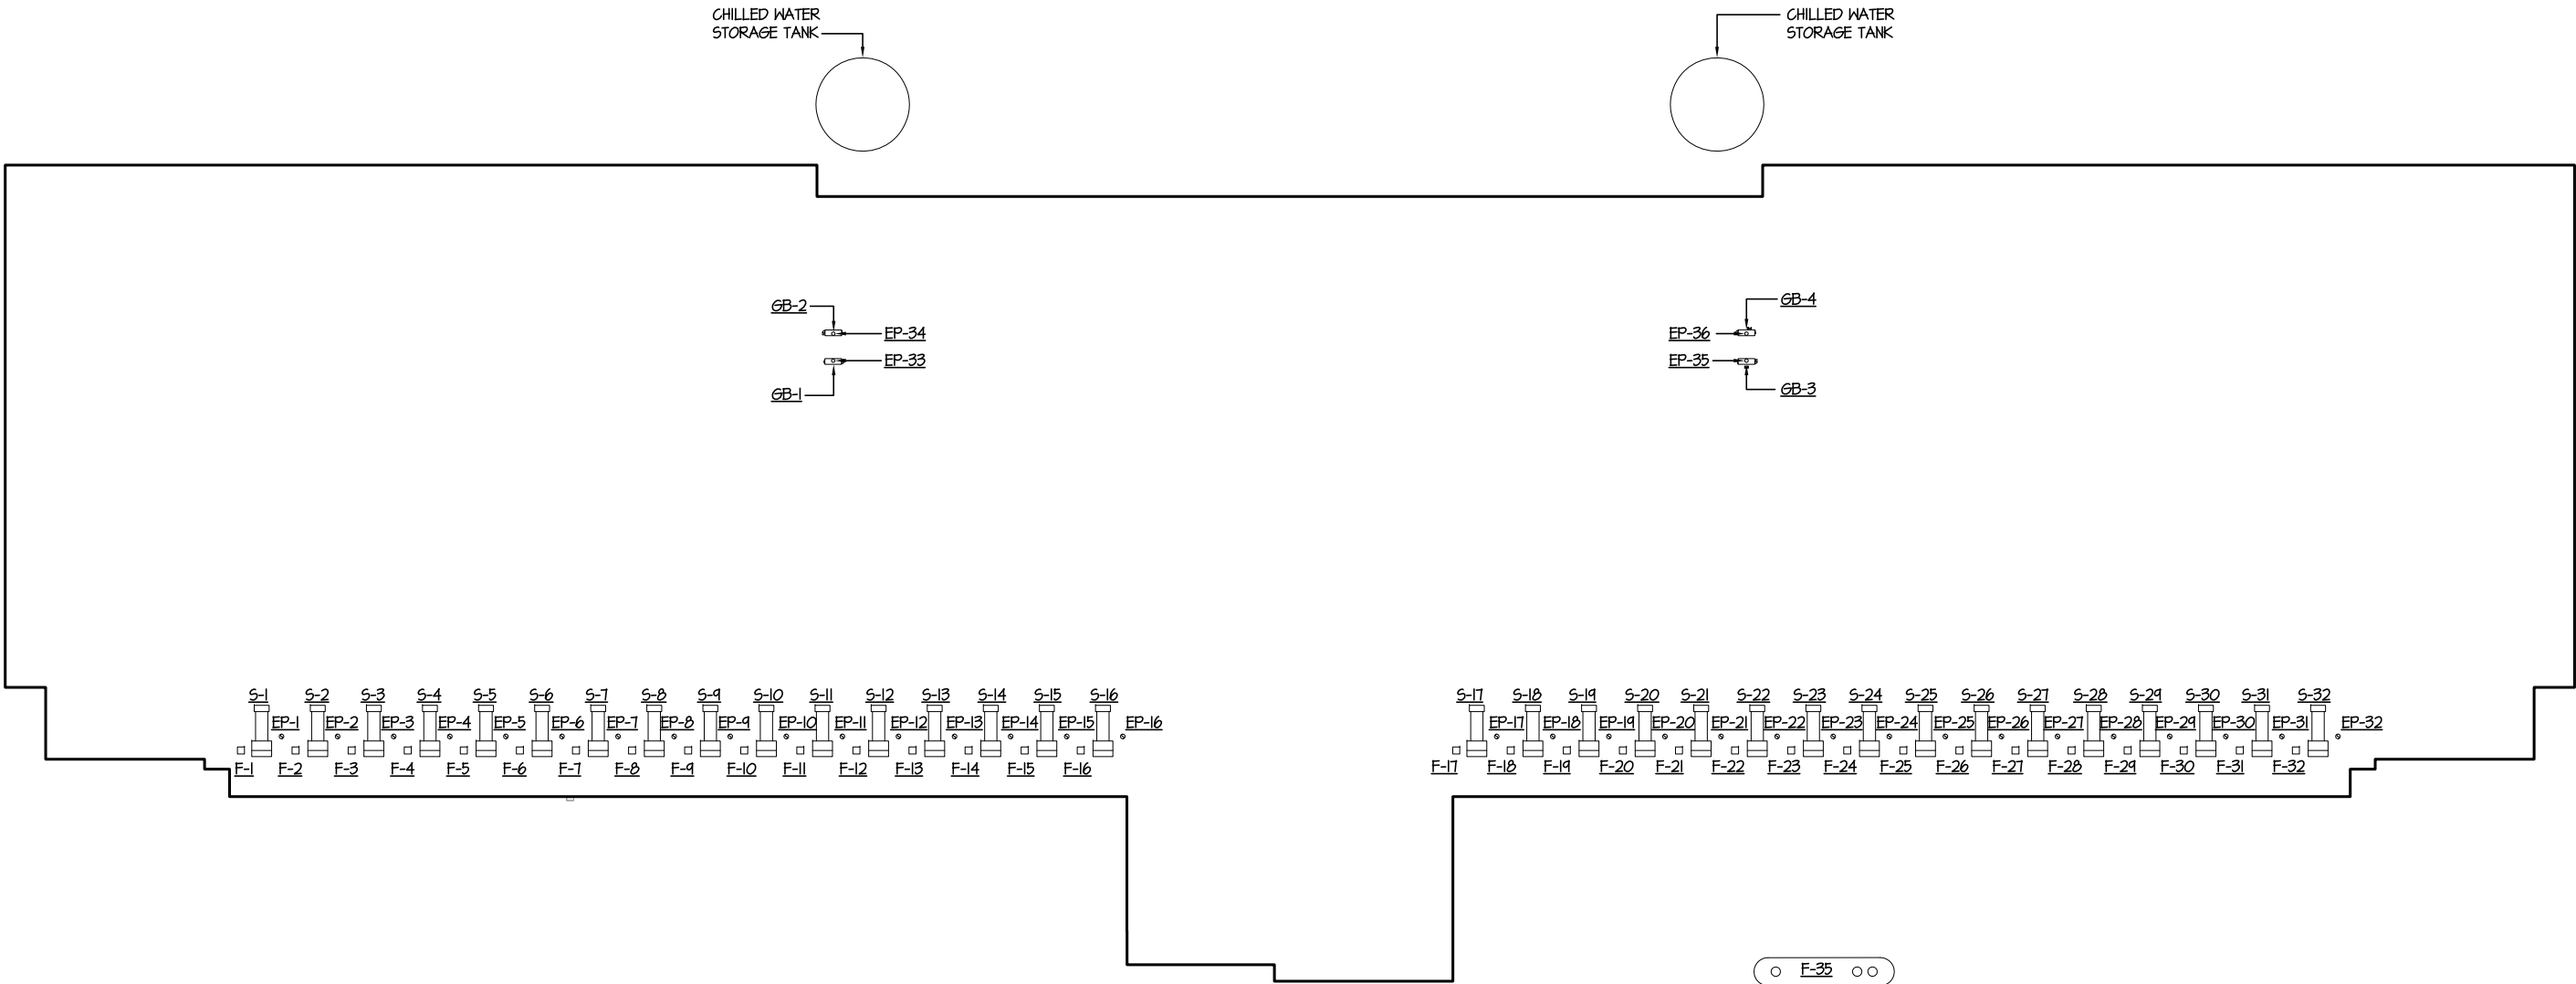 CHILLED WATER
STORAGE TANK
CHILLED WATER
STORAGE TANK
GB-2
EP-34
EP-33
GB-1
GB-4
EP-36
EP-35
GB-3
S-1 S-2 S-3 S-4 S-5 S-6 S-7 S-8 S-9 S-10 S-11 S-12 S-13 S-14 S-15 S-16
EP-1 EP-2 EP-3 EP-4 EP-5 EP-6 EP-7 EP-8 EP-9 EP-10 EP-11 EP-12 EP-13 EP-14 EP-15 EP-16
F-1 F-2 F-3 F-4 F-5 F-6 F-7 F-8 F-9 F-10 F-11 F-12 F-13 F-14 F-15 F-16
S-17 S-18 S-19 S-20 S-21 S-22 S-23 S-24 S-25 S-26 S-27 S-28 S-29 S-30 S-31 S-32
EP-17 EP-18 EP-19 EP-20 EP-21 EP-22 EP-23 EP-24 EP-25 EP-26 EP-27 EP-28 EP-29 EP-30 EP-31 EP-32
F-17 F-18 F-19 F-20 F-21 F-22 F-23 F-24 F-25 F-26 F-27 F-28 F-29 F-30 F-31 F-32
F-35